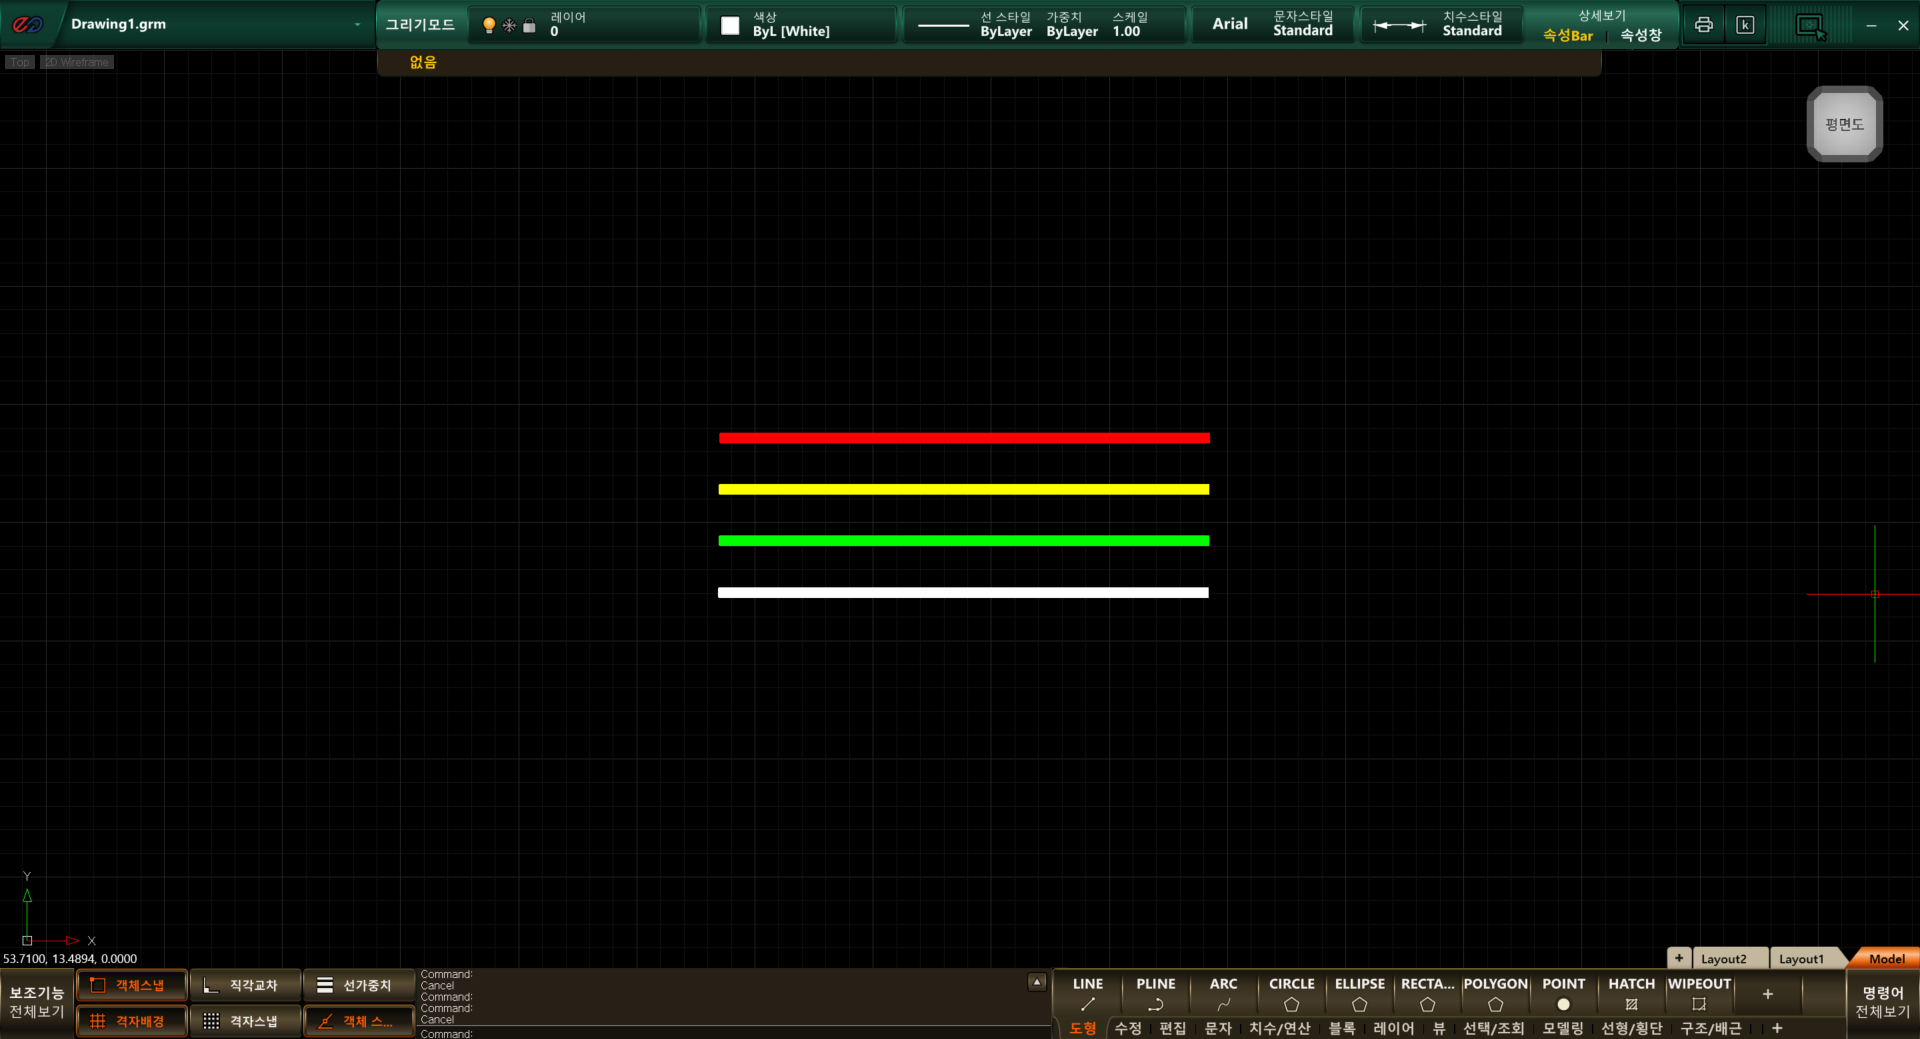 Drawing1.grm
그리기모드
레이어
0
색상
ByL [White]
선 스타일 가중치 스케일
ByLayer ByLayer 1.00
Arial
문자스타일
Standard
치수스타일
Standard
상세보기
속성Bar 속성창
k
Top 2D Wireframe
없음
평면도
Y
X
53.7100, 13.4894, 0.0000
+ Layout2 Layout1 Model
보조기능
전체보기
객체스냅 직각교차 선가중치
격자배경 격자스냅 객체 스...
Command:
Cancel
Command:
Command:
Cancel
Command:
LINE PLINE ARC CIRCLE ELLIPSE RECTA... POLYGON POINT HATCH WIPEOUT +
도형 수정 편집 문자 치수/연산 블록 레이어 뷰 선택/조회 모델링 선형/횡단 구조/배근 +
명령어
전체보기